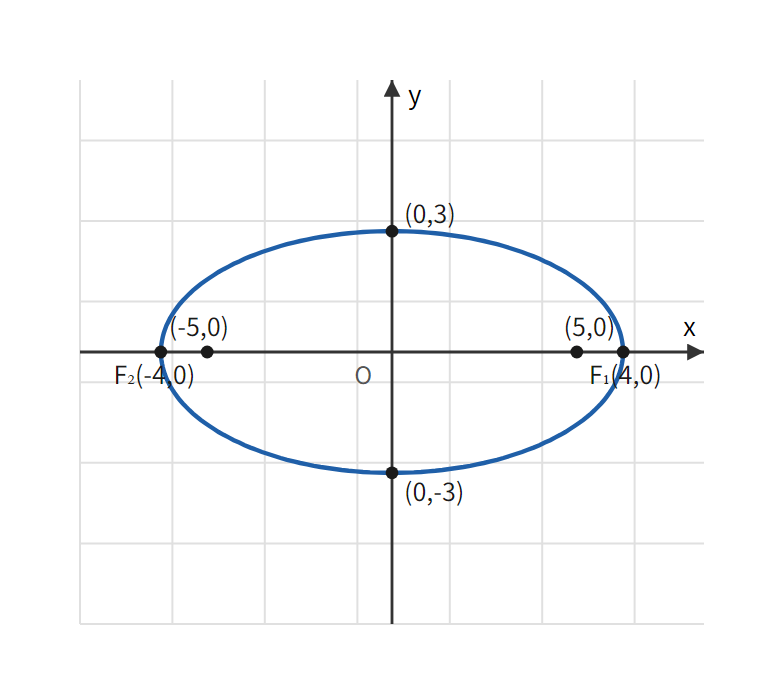 y
(0,3)
(-5,0)
(5,0)
x
F₂(-4,0)
O
F₁(4,0)
(0,-3)